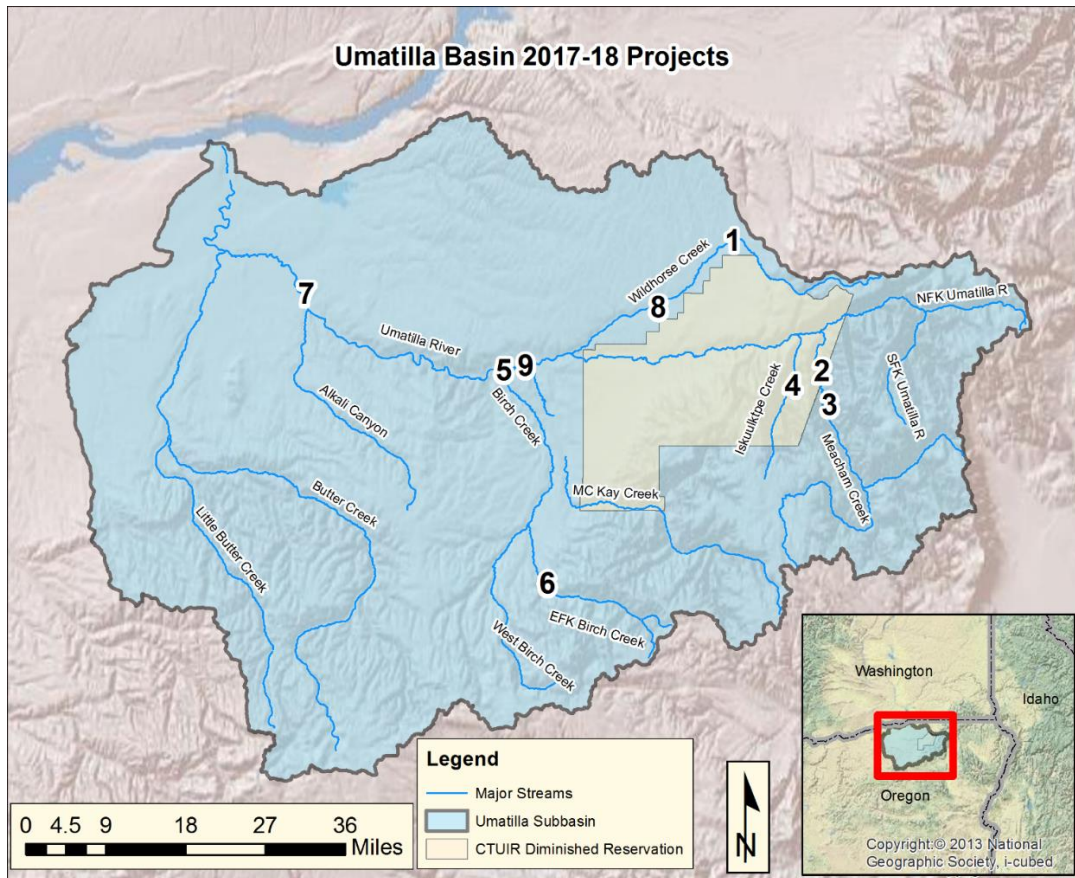 Umatilla Basin 2017-18 Projects
1
Wildhorse Creek
8
NFK Umatilla R
7
Umatilla River
5
9
2
4
3
SFK Umatilla R
Iskuulktpe Creek
Birch Creek
Alkali Canyon
Meacham Creek
MC Kay Creek
Butter Creek
Little Butter Creek
6
EFK Birch Creek
West Birch Creek
Legend
Major Streams
Umatilla Subbasin
CTUIR Diminished Reservation
0 4.5 9 18 27 36
Miles
N
Washington
Idaho
Oregon
Copyright:© 2013 National
Geographic Society, i-cubed